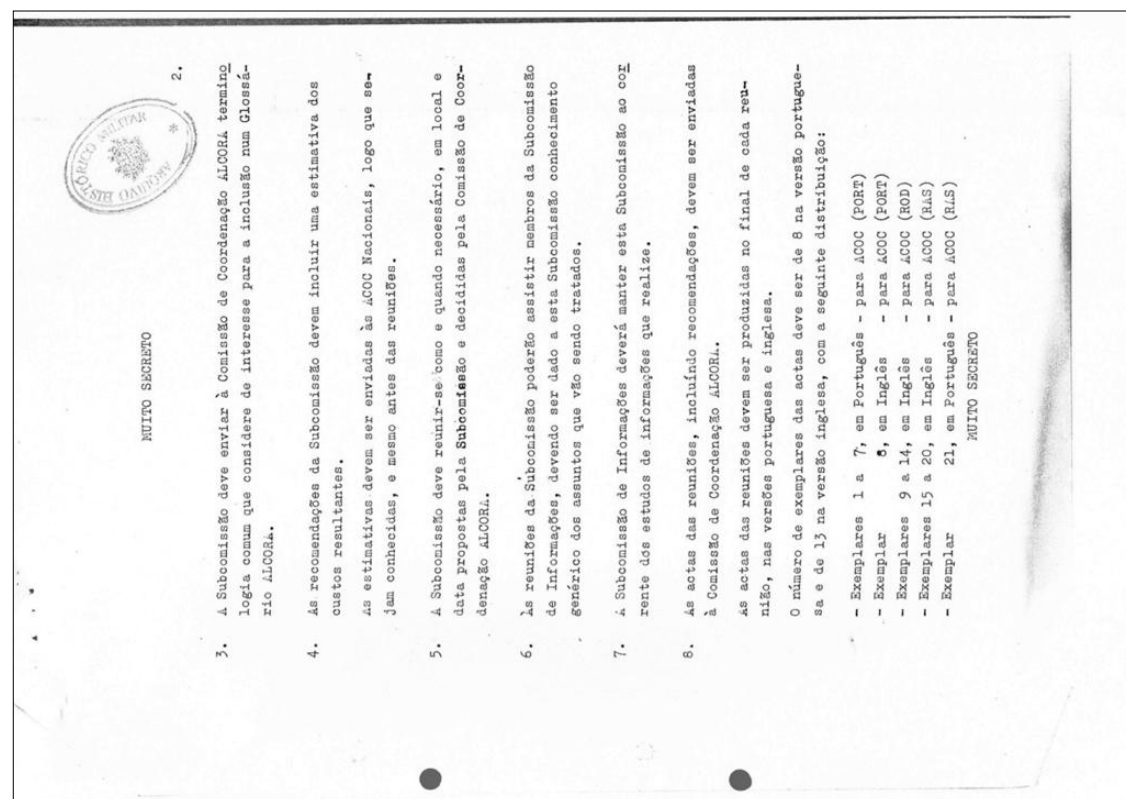 ARQUIVO HISTÓRICO MILITAR
2.
MUITO SECRETO
3. A Subcomissão deve enviar à Comissão de Coordenação ALCORA termino
logia comum que considere de interesse para a inclusão num Glossá-
rio ALCORA.
4. As recomendações da Subcomissão devem incluir uma estimativa dos
custos resultantes.
As estimativas devem ser enviadas às ACOC Nacionais, logo que se-
jam conhecidas, e mesmo antes das reuniões.
5. A Subcomissão deve reunir-se como e quando necessário, em local e
data propostas pela Subcomissão e decididas pela Comissão de Coor-
denação ALCORA.
6. Às reuniões da Subcomissão poderão assistir membros da Subcomissão
de Informações, devendo ser dado a esta Subcomissão conhecimento
genérico dos assuntos que vão sendo tratados.
7. A Subcomissão de Informações deverá manter esta Subcomissão ao cor
rente dos estudos de informações que realize.
8. As actas das reuniões, incluíndo recomendações, devem ser enviadas
à Comissão de Coordenação ALCORA.
As actas das reuniões devem ser produzidas no final de cada reu-
nião, nas versões portuguesa e inglesa.
O número de exemplares das actas deve ser de 8 na versão portugue-
sa e de 13 na versão inglesa, com a seguinte distribuição:
- Exemplares 1 a 7, em Português - para ACOC (PORT)
- Exemplar 8, em Inglês - para ACOC (PORT)
- Exemplares 9 a 14, em Inglês - para ACOC (ROD)
- Exemplares 15 a 20, em Inglês - para ACOC (RAS)
- Exemplar 21, em Português - para ACOC (RAS)
MUITO SECRETO